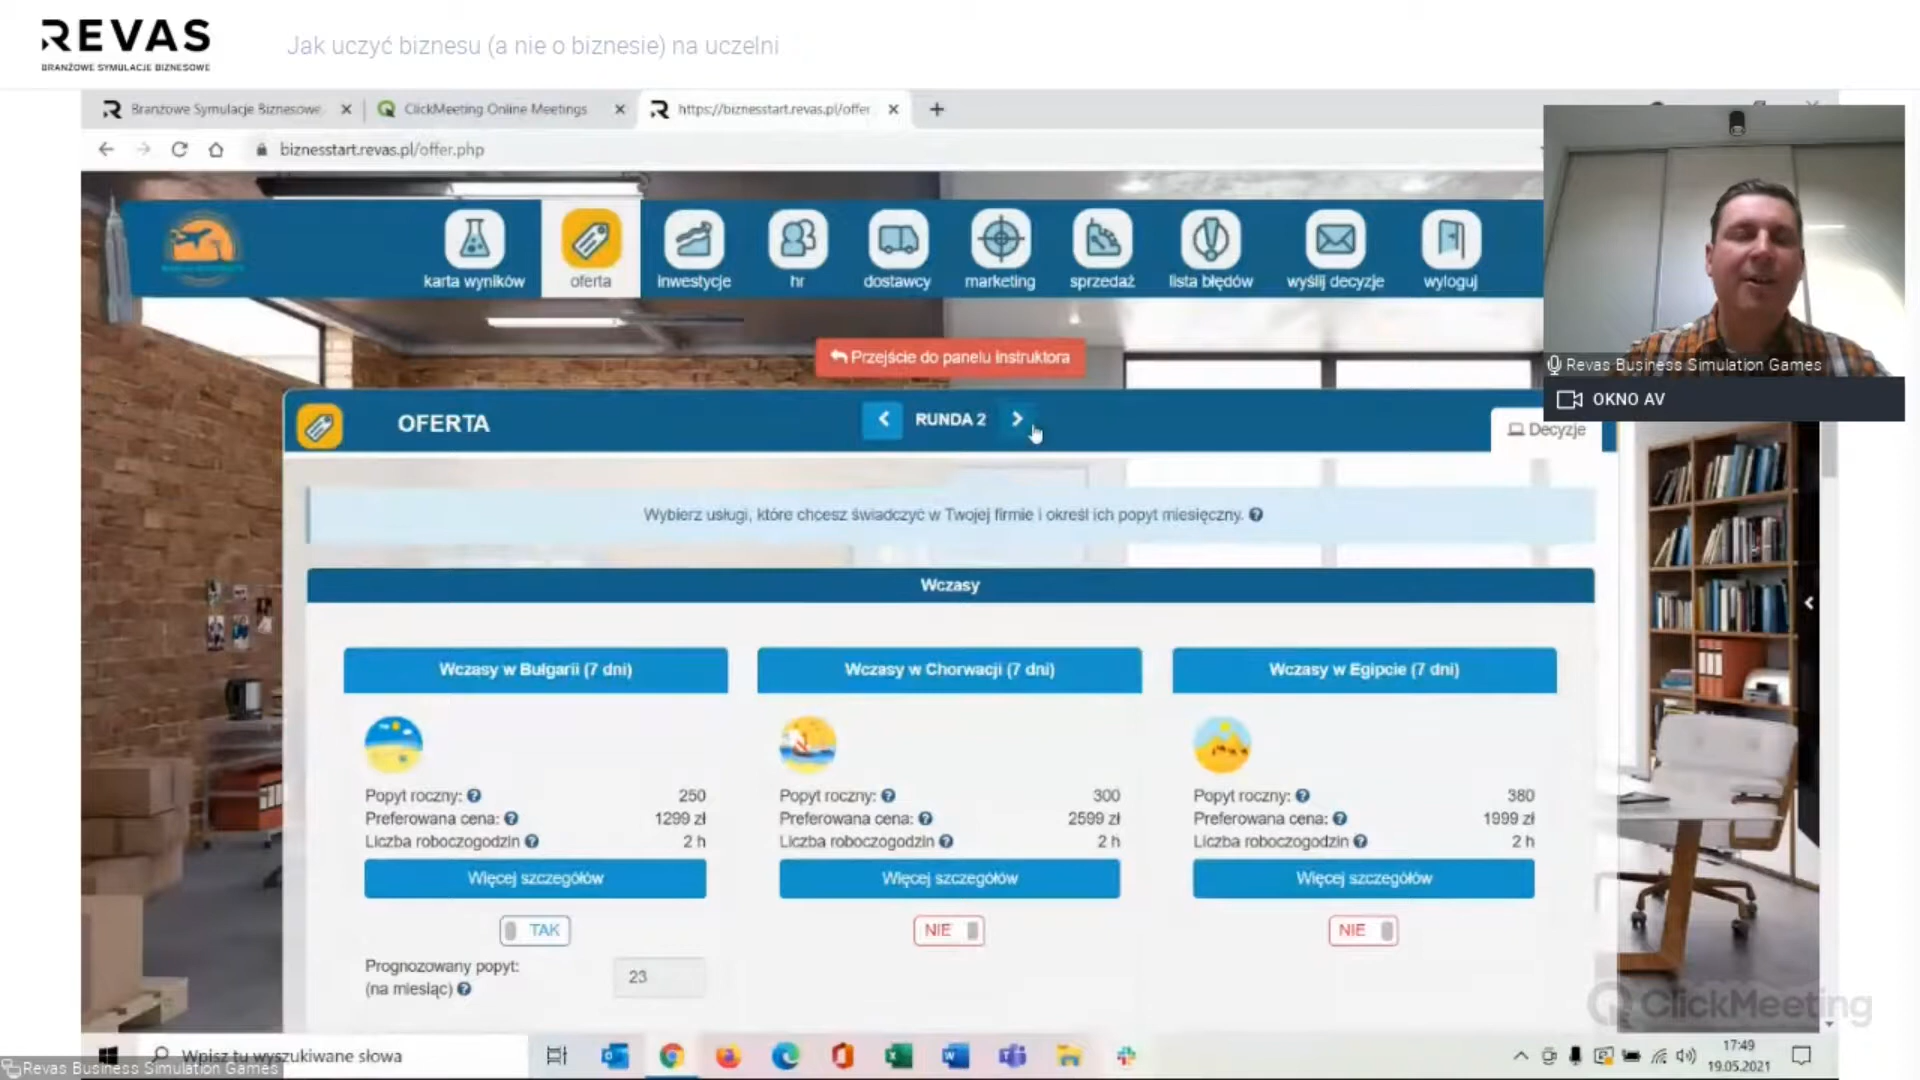 REVAS
BRANŻOWE SYMULACJE BIZNESOWE
Jak uczyć biznesu (a nie o biznesie) na uczelni
Branżowe Symulacje Biznesowe
ClickMeeting Online Meetings
https://biznesstart.revas.pl/offer
biznesstart.revas.pl/offer.php
karta wyników
oferta
inwestycje
hr
dostawcy
marketing
sprzedaż
lista błędów
wyślij decyzje
wyloguj
Revas Business Simulation Games
OKNO AV
Przejście do panelu instruktora
OFERTA
RUNDA 2
Decyzje
Wybierz usługi, które chcesz świadczyć w Twojej firmie i określ ich popyt miesięczny.
Wczasy
Wczasy w Bułgarii (7 dni)
Popyt roczny: 250
Preferowana cena: 1299 zł
Liczba roboczogodzin 2 h
Więcej szczegółów
TAK
Prognozowany popyt:
(na miesiąc) 23
Wczasy w Chorwacji (7 dni)
Popyt roczny: 300
Preferowana cena: 2599 zł
Liczba roboczogodzin 2 h
Więcej szczegółów
NIE
Wczasy w Egipcie (7 dni)
Popyt roczny: 380
Preferowana cena: 1999 zł
Liczba roboczogodzin 2 h
Więcej szczegółów
NIE
ClickMeeting
Wpisz tu wyszukiwane słowa
Revas Business Simulation Games
17:49
19.05.2021